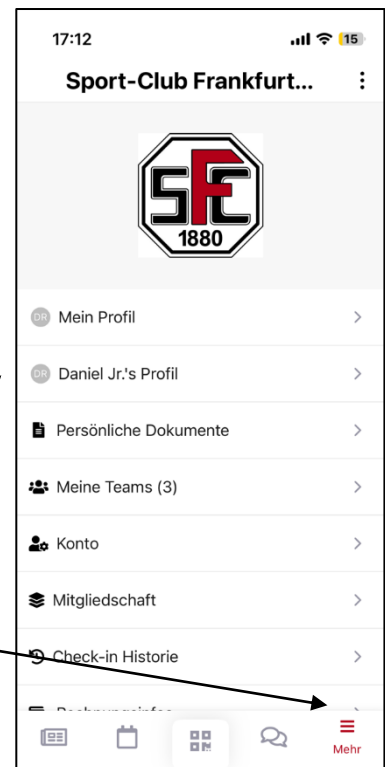 17:12
15
Sport-Club Frankfurt...
SFC
1880
DR Mein Profil
DR Daniel Jr.'s Profil
Persönliche Dokumente
Meine Teams (3)
Konto
Mitgliedschaft
Check-in Historie
Mehr